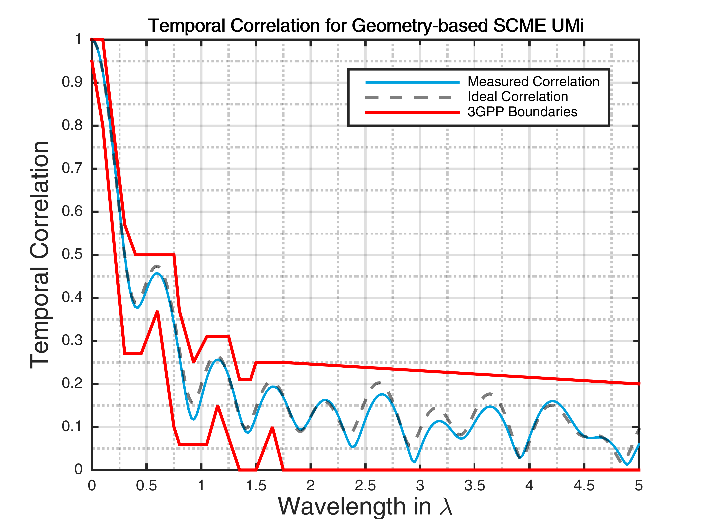 Temporal Correlation for Geometry-based SCME UMi
Measured Correlation
Ideal Correlation
3GPP Boundaries
Temporal Correlation
1
0.9
0.8
0.7
0.6
0.5
0.4
0.3
0.2
0.1
0
0 0.5 1 1.5 2 2.5 3 3.5 4 4.5 5
Wavelength in λ